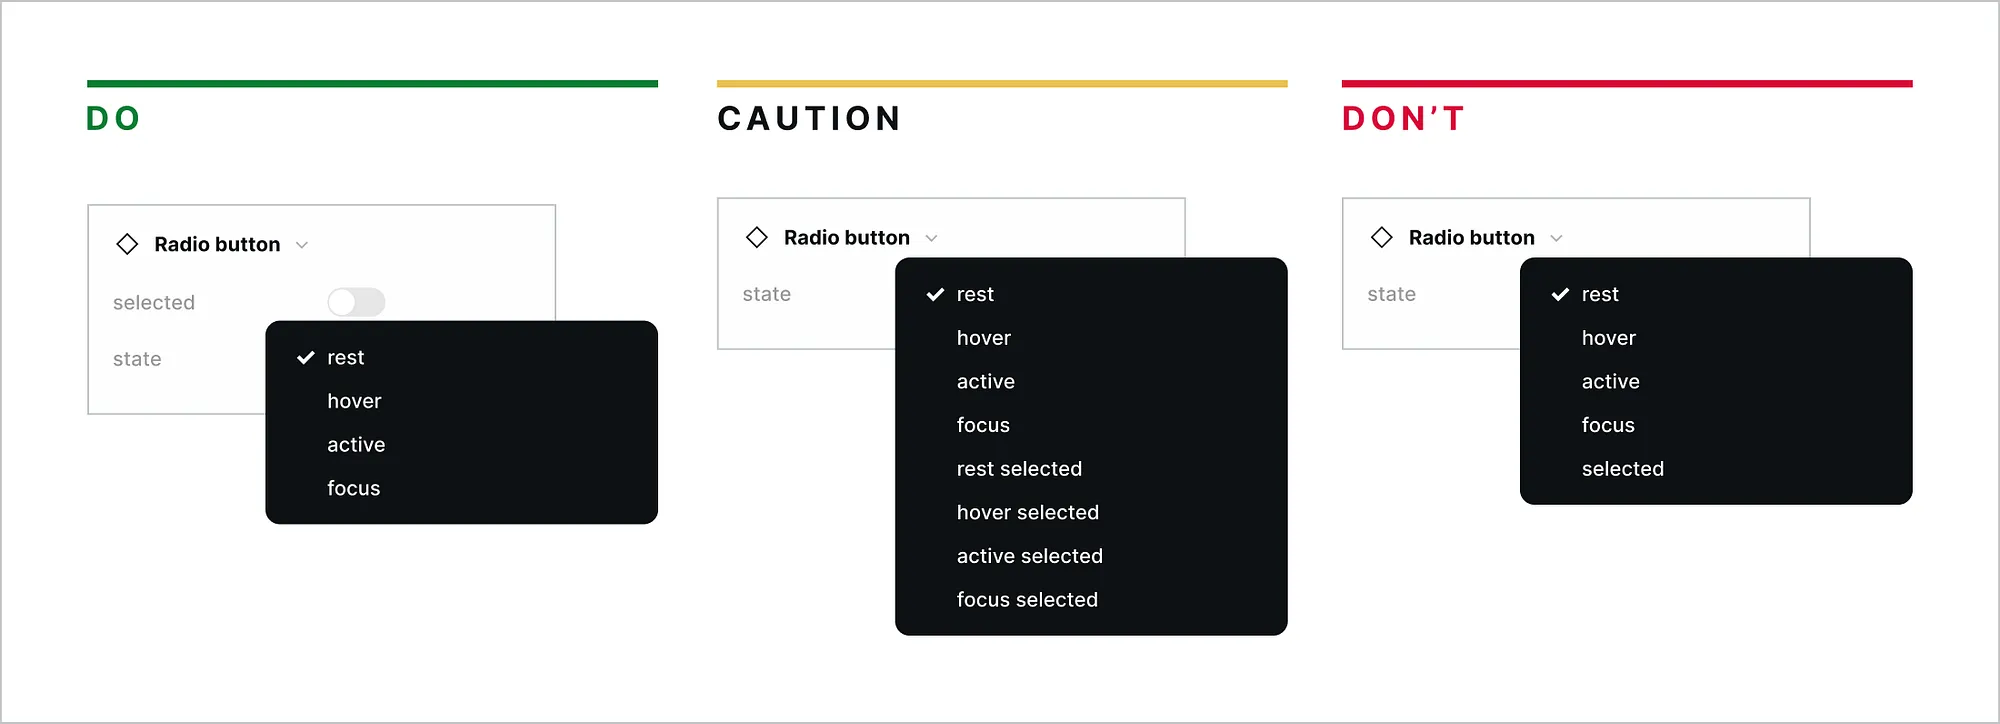 DO
Radio button
selected
state
rest
hover
active
focus
CAUTION
Radio button
state
rest
hover
active
focus
rest selected
hover selected
active selected
focus selected
DON’T
Radio button
state
rest
hover
active
focus
selected